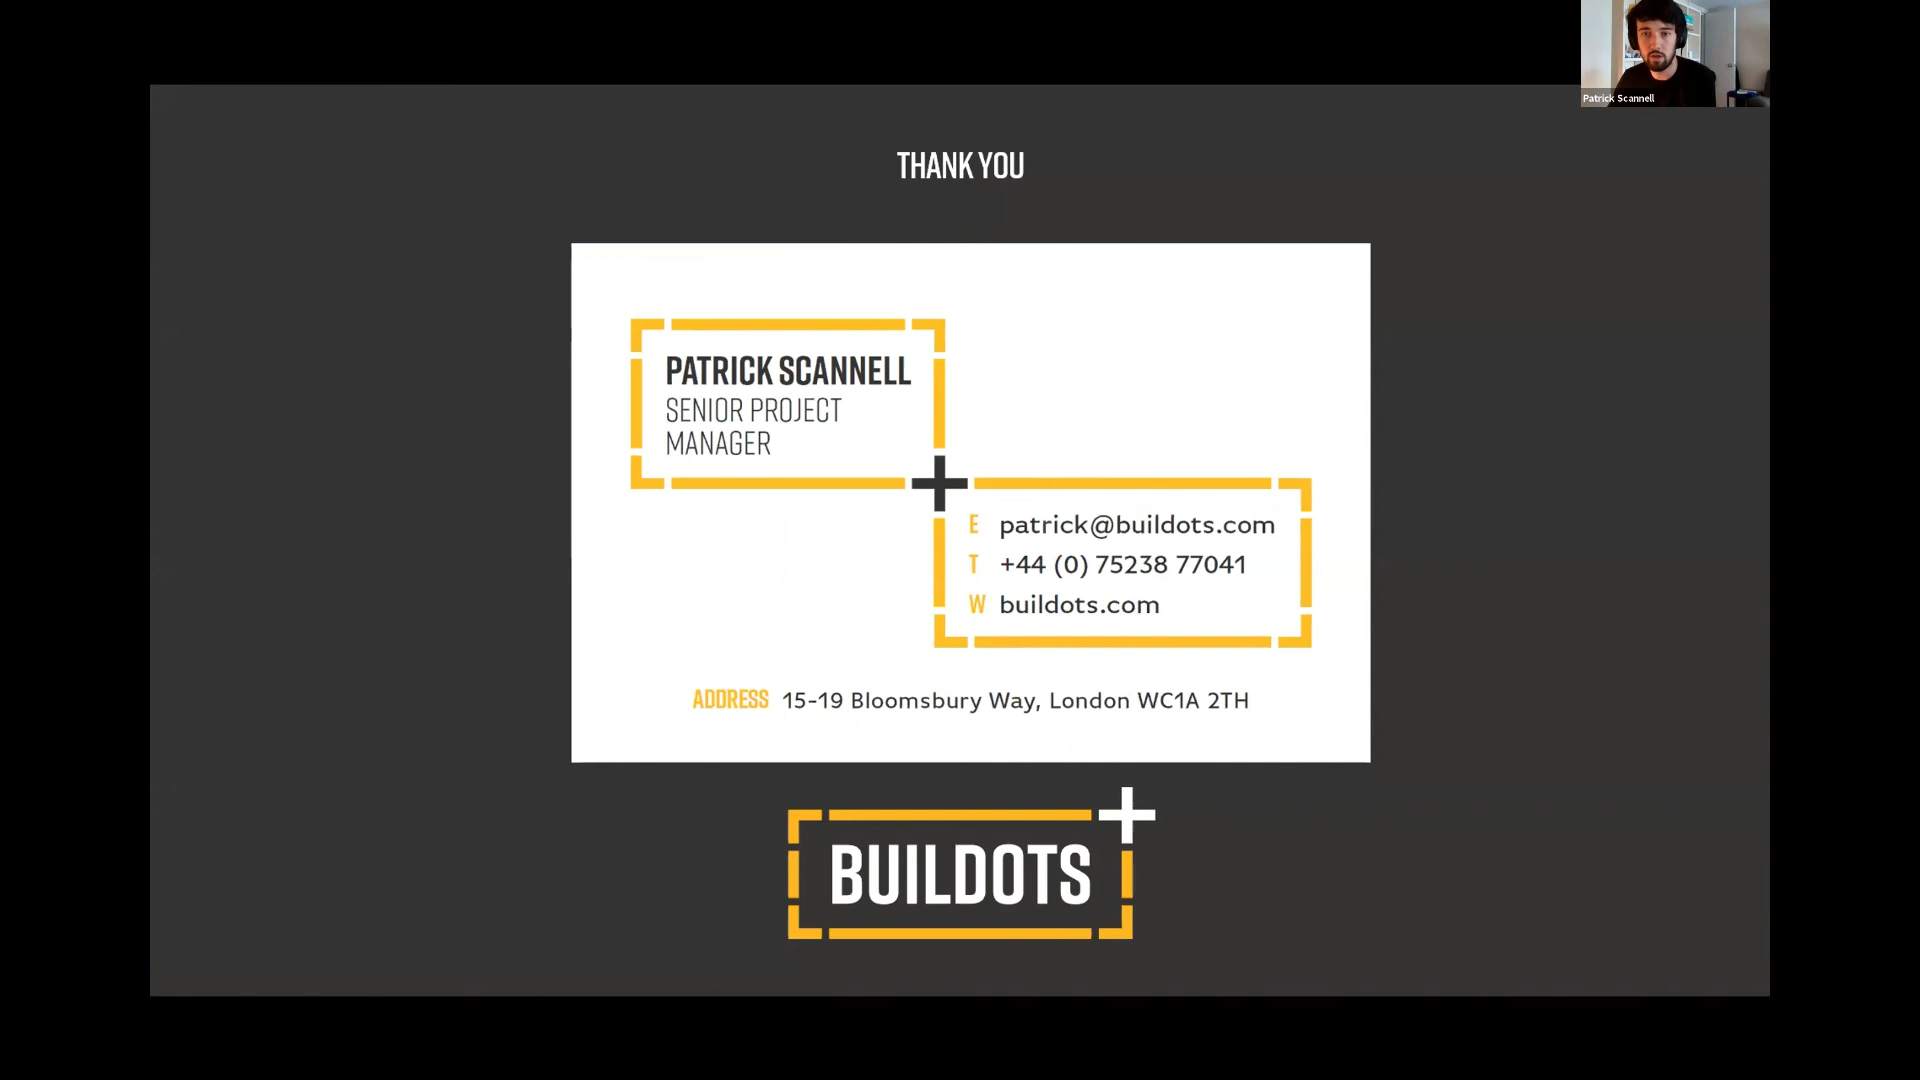 Patrick Scannell
THANK YOU
PATRICK SCANNELL
SENIOR PROJECT
MANAGER
E patrick@buildots.com
T +44 (0) 75238 77041
W buildots.com
ADDRESS 15-19 Bloomsbury Way, London WC1A 2TH
BUILDOTS